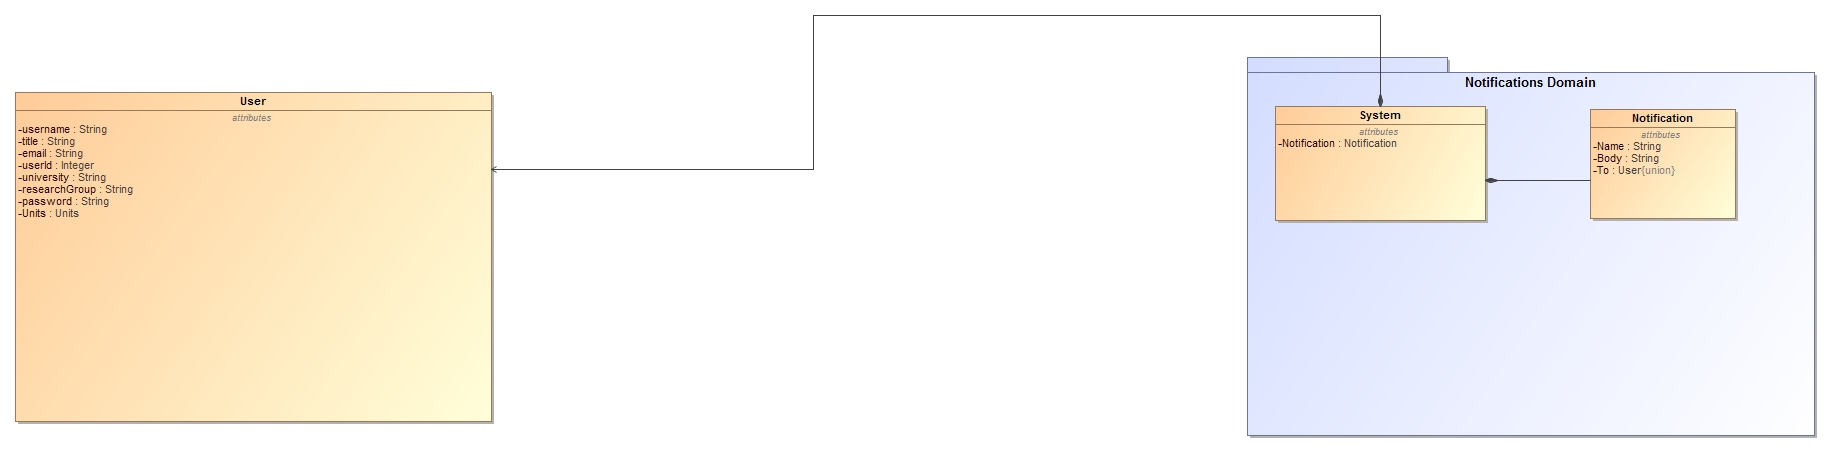 User
attributes
-username : String
-title : String
-email : String
-userId : Integer
-university : String
-researchGroup : String
-password : String
-Units : Units
Notifications Domain
System
attributes
-Notification : Notification
Notification
attributes
-Name : String
-Body : String
-To : User{union}